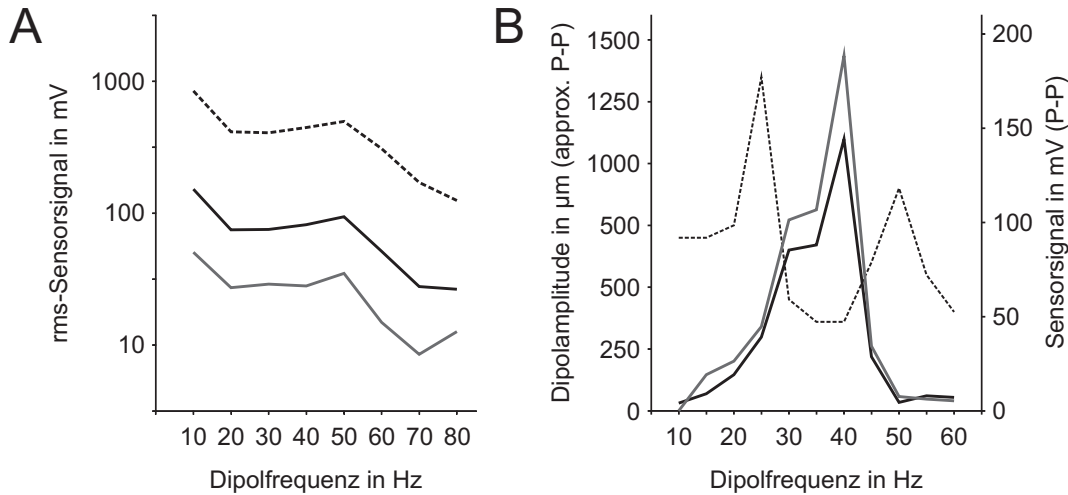 A
rms-Sensorsignal in mV
1000
100
10
10 20 30 40 50 60 70 80
Dipolfrequenz in Hz
B
Dipolamplitude in µm (approx. P-P)
1500
1250
1000
500
500
250
0
10 20 30 40 50 60
Dipolfrequenz in Hz
200
150
100
50
0
Sensorsignal in mV (P-P)